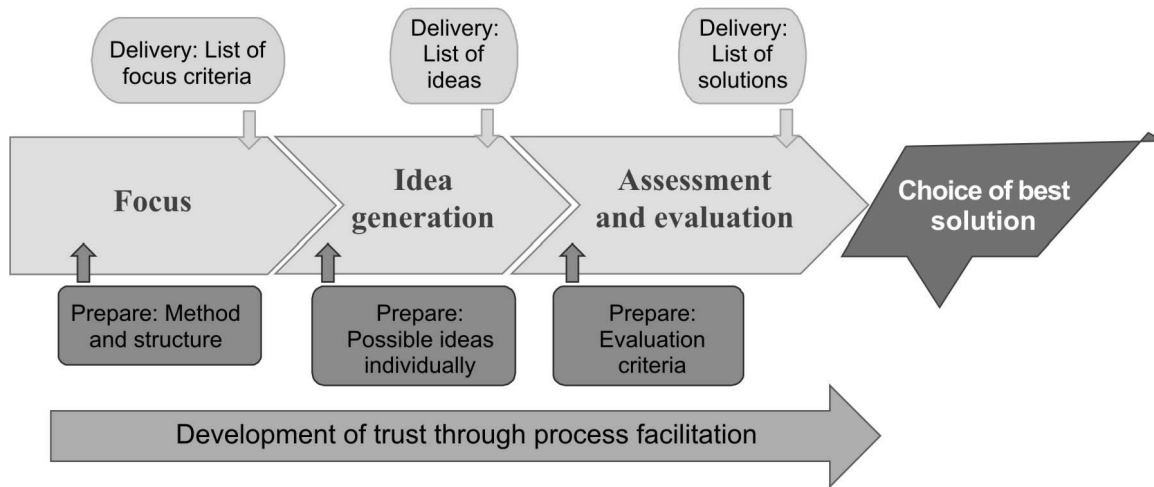 Delivery: List of
focus criteria
Delivery:
List of
ideas
Delivery:
List of
solutions
Focus
Idea
generation
Assessment
and evaluation
Choice of best
solution
Prepare: Method
and structure
Prepare:
Possible ideas
individually
Prepare:
Evaluation
criteria
Development of trust through process facilitation